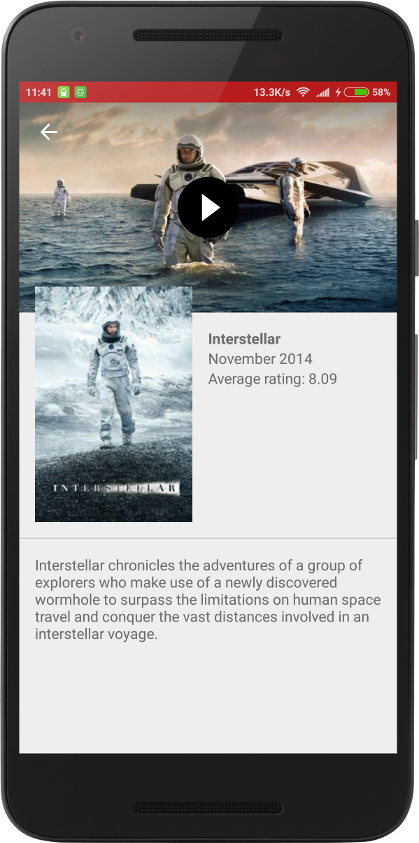 11:41 13.3K/s 58%
Interstellar
November 2014
Average rating: 8.09
INTERSTELLAR
Interstellar chronicles the adventures of a group of
explorers who make use of a newly discovered
wormhole to surpass the limitations on human space
travel and conquer the vast distances involved in an
interstellar voyage.